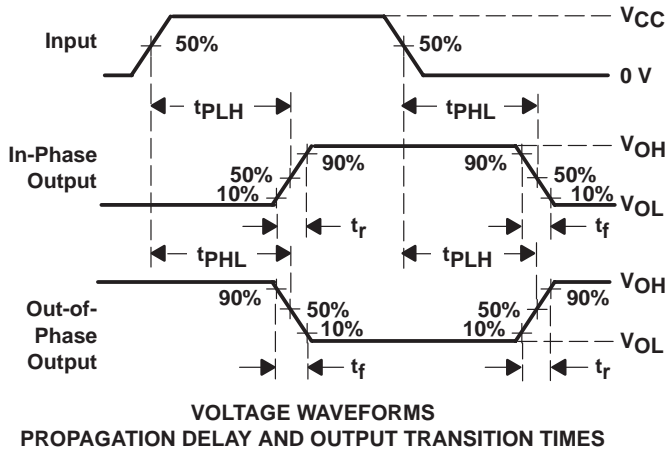 Input
50%
50%
VCC
0 V
tPLH
tPHL
In-Phase
Output
50%
10%
90%
90%
50%
10%
VOH
VOL
tr
tf
tPHL
tPLH
Out-of-
Phase
Output
90%
50%
10%
50%
10%
90%
VOH
VOL
tf
tr
VOLTAGE WAVEFORMS
PROPAGATION DELAY AND OUTPUT TRANSITION TIMES